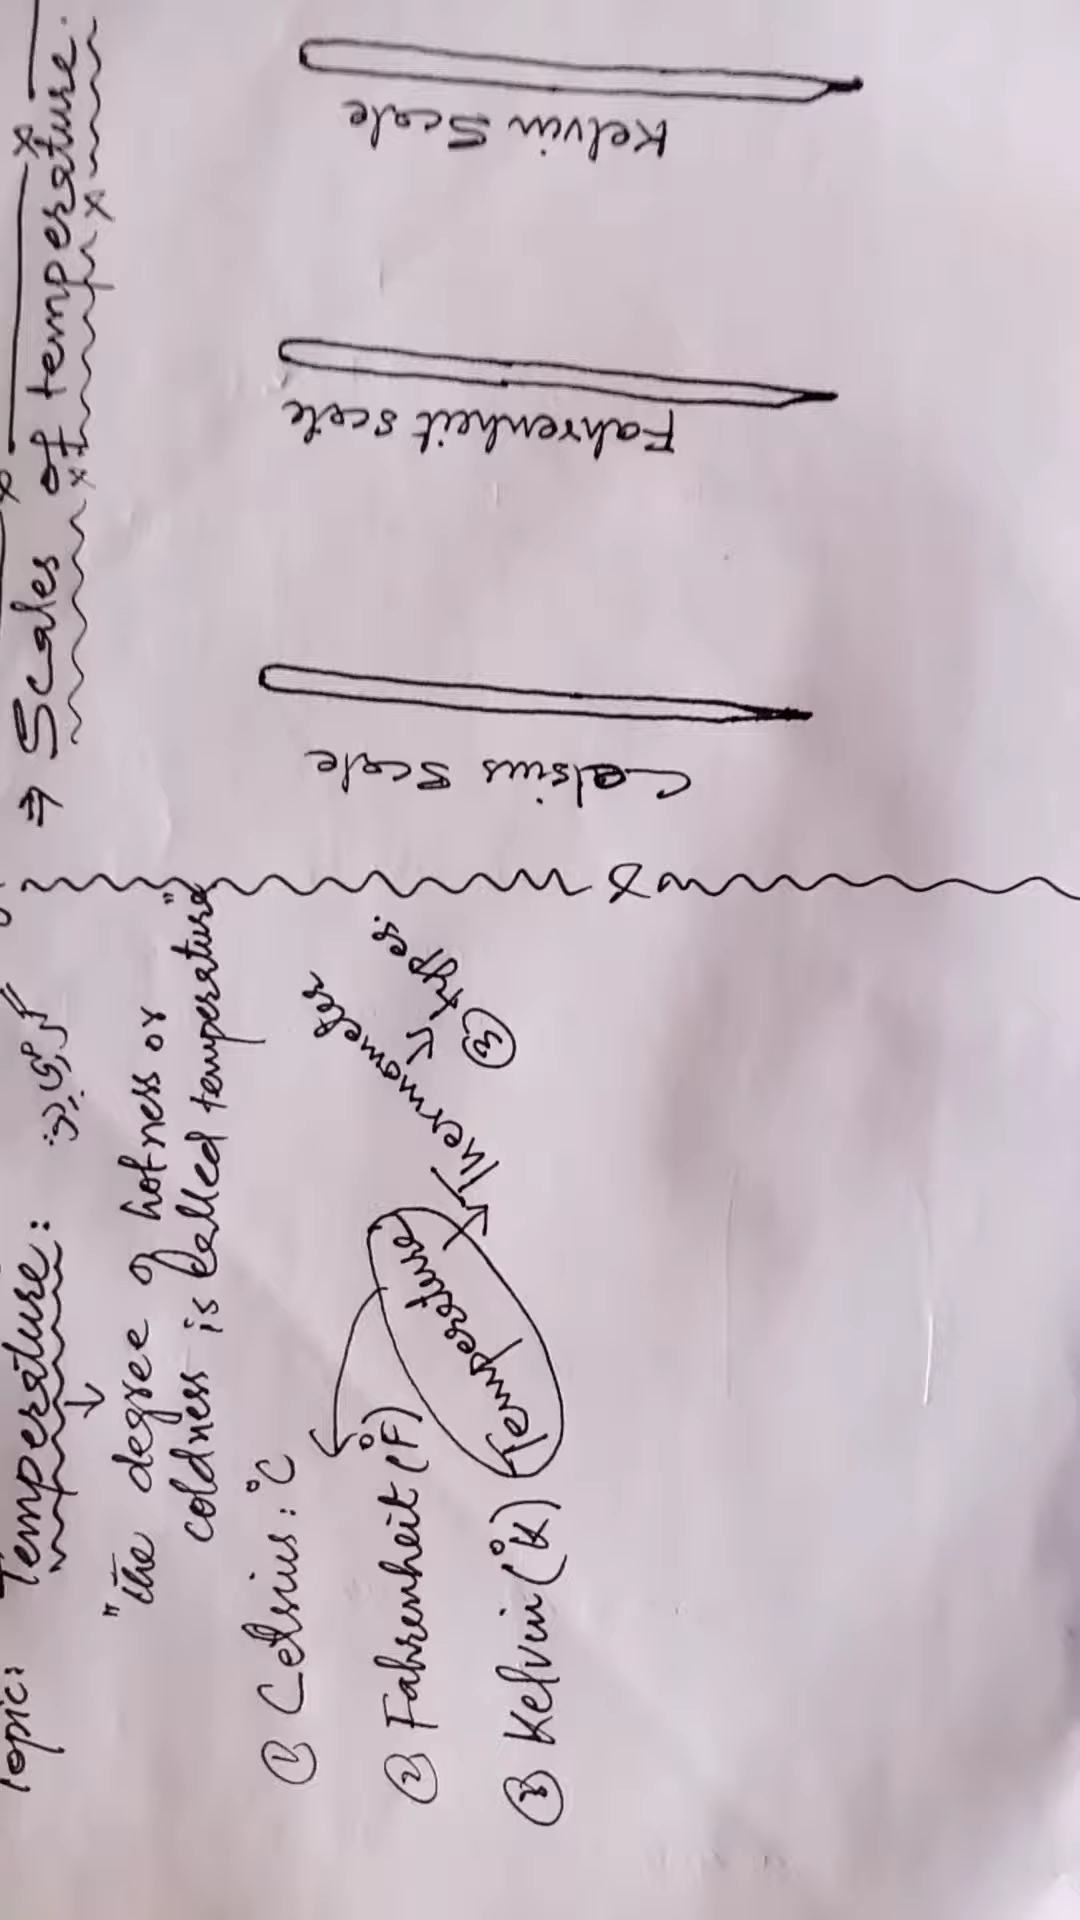 Topic: Temperature:
"The degree of hotness or
coldness is called temperature"
① Celsius: °C
② Fahrenheit (°F)
③ Kelvin (°K)
Temperature
Thermometer
③ types.
⇒ Scales of temperature.
Celsius Scale
Fahrenheit scale
Kelvin Scale